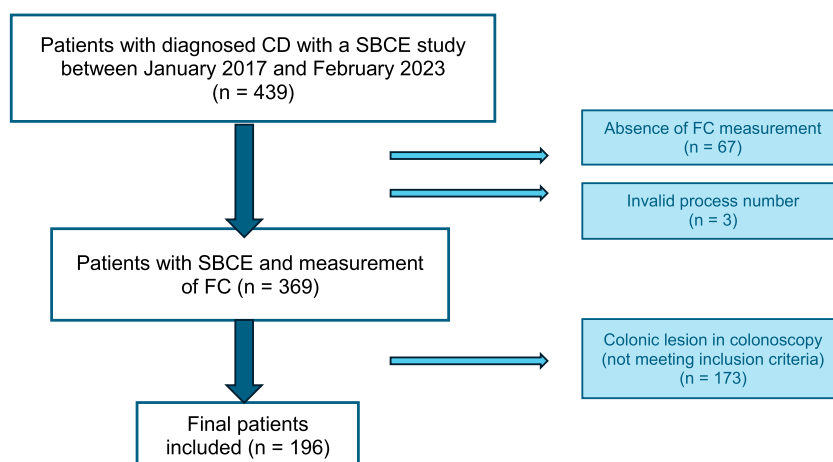 Patients with diagnosed CD with a SBCE study
between January 2017 and February 2023
(n = 439)
Absence of FC measurement
(n = 67)
Invalid process number
(n = 3)
Patients with SBCE and measurement
of FC (n = 369)
Colonic lesion in colonoscopy
(not meeting inclusion criteria)
(n = 173)
Final patients
included (n = 196)